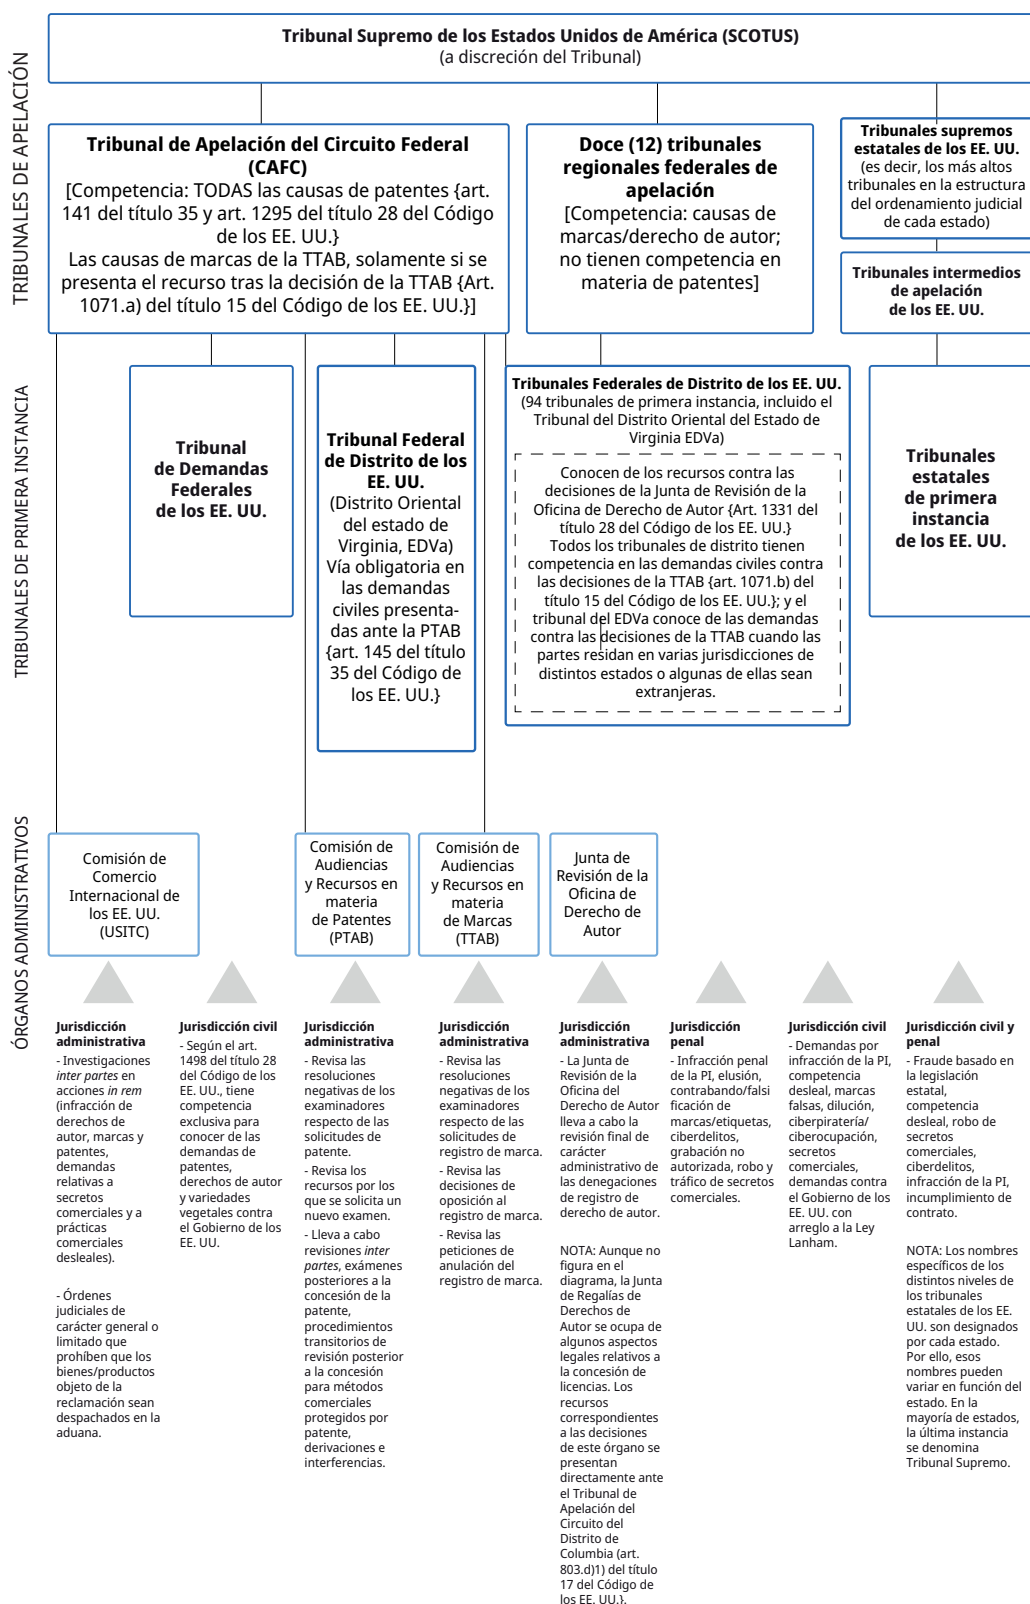 Tribunal Supremo de los Estados Unidos de América (SCOTUS)
(a discreción del Tribunal)
TRIBUNALES DE APELACIÓN
Tribunal de Apelación del Circuito Federal
(CAFC)
[Competencia: TODAS las causas de patentes {art.
141 del título 35 y art. 1295 del título 28 del Código
de los EE. UU.}
Las causas de marcas de la TTAB, solamente si se
presenta el recurso tras la decisión de la TTAB {Art.
1071.a) del título 15 del Código de los EE. UU.}]
Doce (12) tribunales
regionales federales de
apelación
[Competencia: causas de
marcas/derecho de autor;
no tienen competencia en
materia de patentes]
Tribunales supremos
estatales de los EE. UU.
(es decir, los más altos
tribunales en la estructura
del ordenamiento judicial
de cada estado)
Tribunales intermedios
de apelación
de los EE. UU.
TRIBUNALES DE PRIMERA INSTANCIA
Tribunal
de Demandas
Federales
de los EE. UU.
Tribunal Federal
de Distrito de los
EE. UU.
(Distrito Oriental
del estado de
Virginia, EDVa)
Vía obligatoria en
las demandas
civiles presenta-
das ante la PTAB
{art. 145 del título
35 del Código de
los EE. UU.}
Tribunales Federales de Distrito de los EE. UU.
(94 tribunales de primera instancia, incluido el
Tribunal del Distrito Oriental del Estado de
Virginia EDVa)
Conocen de los recursos contra las
decisiones de la Junta de Revisión de la
Oficina de Derecho de Autor {Art. 1331 del
título 28 del Código de los EE. UU.}
Todos los tribunales de distrito tienen
competencia en las demandas civiles contra
las decisiones de la TTAB {art. 1071.b) del
título 15 del Código de los EE. UU.}; y el
tribunal del EDVa conoce de las demandas
contra las decisiones de la TTAB cuando las
partes residan en varias jurisdicciones de
distintos estados o algunas de ellas sean
extranjeras.
Tribunales
estatales
de primera
instancia
de los EE. UU.
ÓRGANOS ADMINISTRATIVOS
Comisión de
Comercio
Internacional de
los EE. UU.
(USITC)
Comisión de
Audiencias
y Recursos en
materia
de Patentes
(PTAB)
Comisión de
Audiencias
y Recursos en
materia
de Marcas
(TTAB)
Junta de
Revisión de la
Oficina de
Derecho de
Autor
Jurisdicción
administrativa
- Investigaciones
inter partes en
acciones in rem
(infracción de
derechos de
autor, marcas y
patentes,
demandas
relativas a
secretos
comerciales y a
prácticas
comerciales
desleales).
- Órdenes
judiciales de
carácter general o
limitado que
prohíben que los
bienes/productos
objeto de la
reclamación sean
despachados en la
aduana.
Jurisdicción civil
- Según el art.
1498 del título 28
del Código de los
EE. UU., tiene
competencia
exclusiva para
conocer de las
demandas de
patentes,
derechos de autor
y variedades
vegetales contra
el Gobierno de los
EE. UU.
Jurisdicción
administrativa
- Revisa las
resoluciones
negativas de los
examinadores
respecto de las
solicitudes de
patente.
- Revisa los
recursos por los
que se solicita un
nuevo examen.
- Lleva a cabo
revisiones inter
partes, exámenes
posteriores a la
concesión de la
patente,
procedimientos
transitorios de
revisión posterior
a la concesión
para métodos
comerciales
protegidos por
patente,
derivaciones e
interferencias.
Jurisdicción
administrativa
- Revisa las
resoluciones
negativas de los
examinadores
respecto de las
solicitudes de
registro de marca.
- Revisa las
decisiones de
oposición al
registro de marca.
- Revisa las
peticiones de
anulación del
registro de marca.
Jurisdicción
administrativa
- La Junta de
Revisión de la
Oficina del
Derecho de Autor
lleva a cabo la
revisión final de
carácter
administrativo de
las denegaciones
de registro de
derecho de autor.
NOTA: Aunque no
figura en el
diagrama, la Junta
de Regalías de
Derechos de
Autor se ocupa de
algunos aspectos
legales relativos a
la concesión de
licencias. Los
recursos
correspondientes
a las decisiones
de este órgano se
presentan
directamente ante
el Tribunal de
Apelación del
Circuito del
Distrito de
Columbia (art.
803.d)1) del título
17 del Código de
los EE. UU.}.
Jurisdicción
penal
- Infracción penal
de la PI, elusión,
contrabando/falsi
ficación de
marcas/etiquetas,
ciberdelitos,
grabación no
autorizada, robo y
tráfico de secretos
comerciales.
Jurisdicción civil
- Demandas por
infracción de la PI,
competencia
desleal, marcas
falsas, dilución,
ciberpiratería/
ciberocupación,
secretos
comerciales,
demandas contra
el Gobierno de los
EE. UU. con
arreglo a la Ley
Lanham.
Jurisdicción civil y
penal
- Fraude basado en
la legislación
estatal,
competencia
desleal, robo de
secretos
comerciales,
ciberdelitos,
infracción de la PI,
incumplimiento de
contrato.
NOTA: Los nombres
específicos de los
distintos niveles de
los tribunales
estatales de los EE.
UU. son designados
por cada estado.
Por ello, esos
nombres pueden
variar en función del
estado. En la
mayoría de estados,
la última instancia
se denomina
Tribunal Supremo.